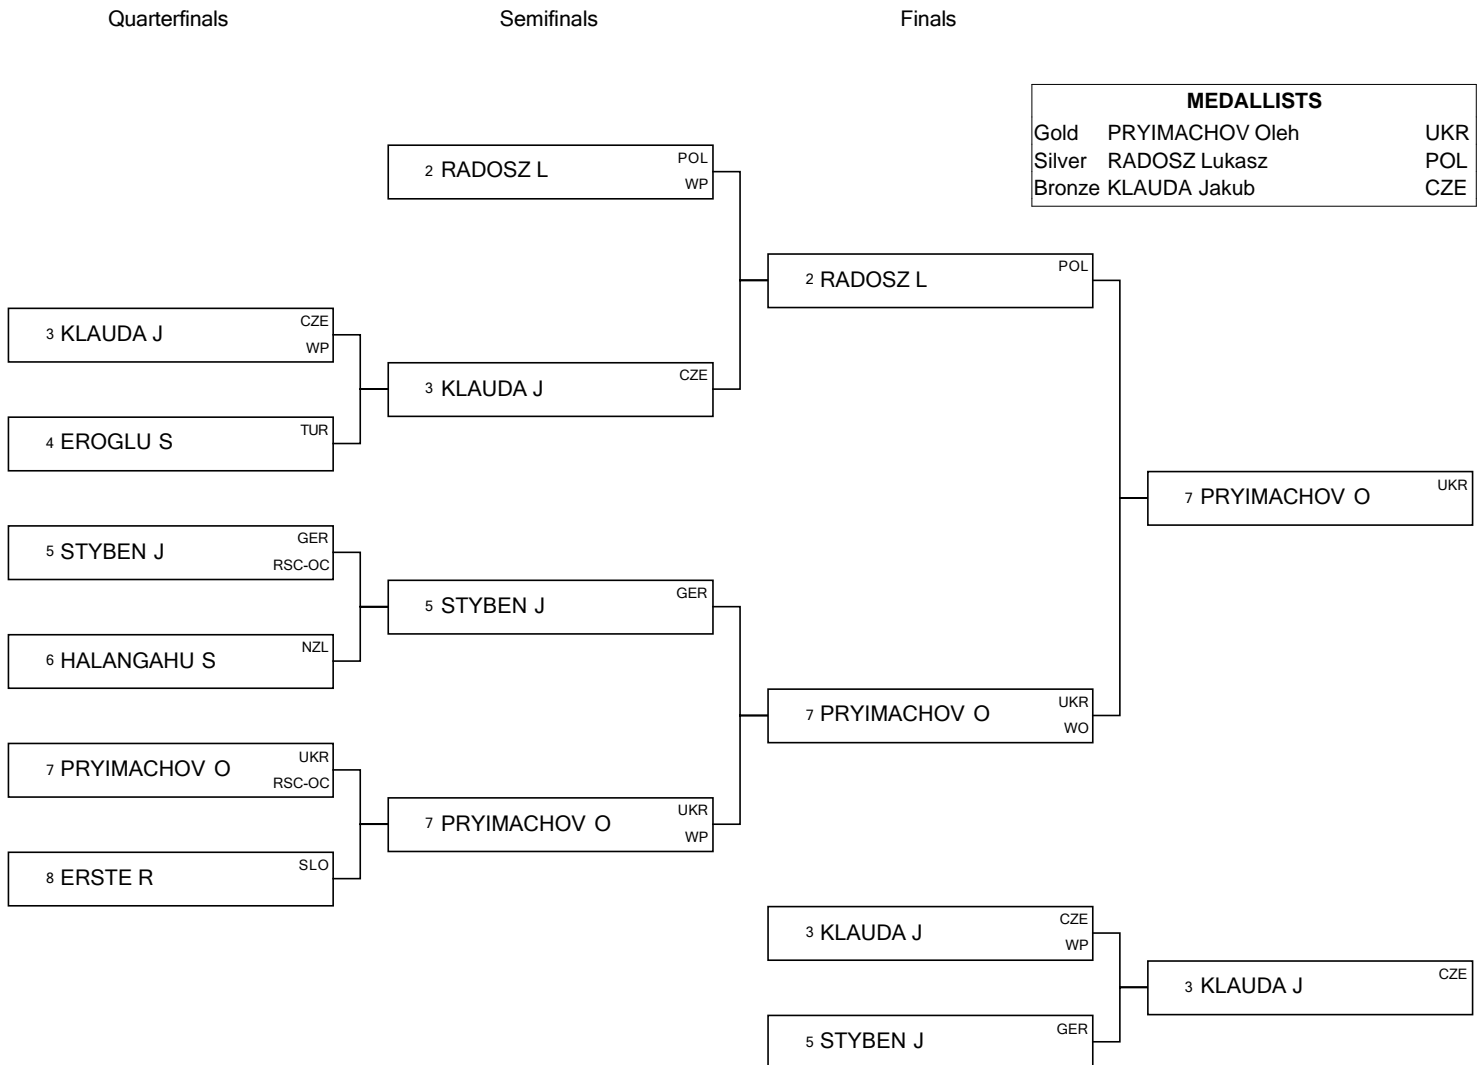 Quarterfinals Semifinals Finals
MEDALLISTS
Gold PRYIMACHOV Oleh UKR
Silver RADOSZ Lukasz POL
Bronze KLAUDA Jakub CZE
2 RADOSZ L POL
WP
2 RADOSZ L POL
3 KLAUDA J CZE
WP
3 KLAUDA J CZE
4 EROGLU S TUR
7 PRYIMACHOV O UKR
5 STYBEN J GER
RSC-OC
5 STYBEN J GER
6 HALANGAHU S NZL
7 PRYIMACHOV O UKR
WO
7 PRYIMACHOV O UKR
RSC-OC
7 PRYIMACHOV O UKR
WP
8 ERSTE R SLO
3 KLAUDA J CZE
WP
3 KLAUDA J CZE
5 STYBEN J GER